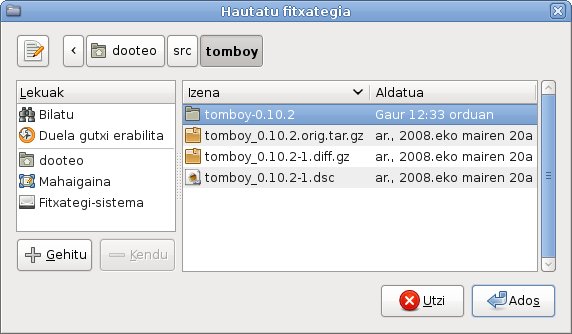 Hautatu fitxategia
dooteo src tomboy
Lekuak
Bilatu
Duela gutxi erabilita
dooteo
Mahaigaina
Fitxategi-sistema
Gehitu Kendu
Izena Aldatua
tomboy-0.10.2 Gaur 12:33 orduan
tomboy_0.10.2.orig.tar.gz ar., 2008.eko mairen 20a
tomboy_0.10.2-1.diff.gz ar., 2008.eko mairen 20a
tomboy_0.10.2-1.dsc ar., 2008.eko mairen 20a
Utzi Ados